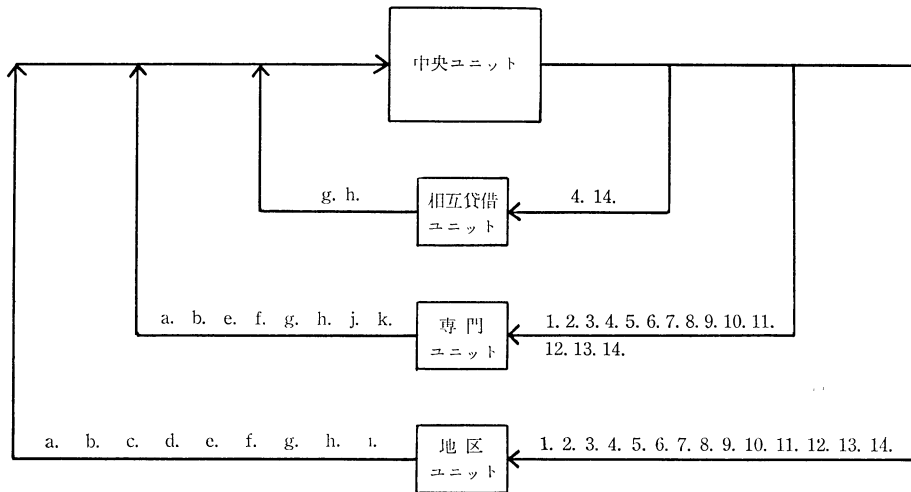 中央ユニット
g. h.
相互貸借
ユニット
4. 14.
a. b. e. f. g. h. j. k.
専門
ユニット
1. 2. 3. 4. 5. 6. 7. 8. 9. 10. 11.
12. 13. 14.
a. b. c. d. e. f. g. h. ı.
地区
ユニット
1. 2. 3. 4. 5. 6. 7. 8. 9. 10. 11. 12. 13. 14.